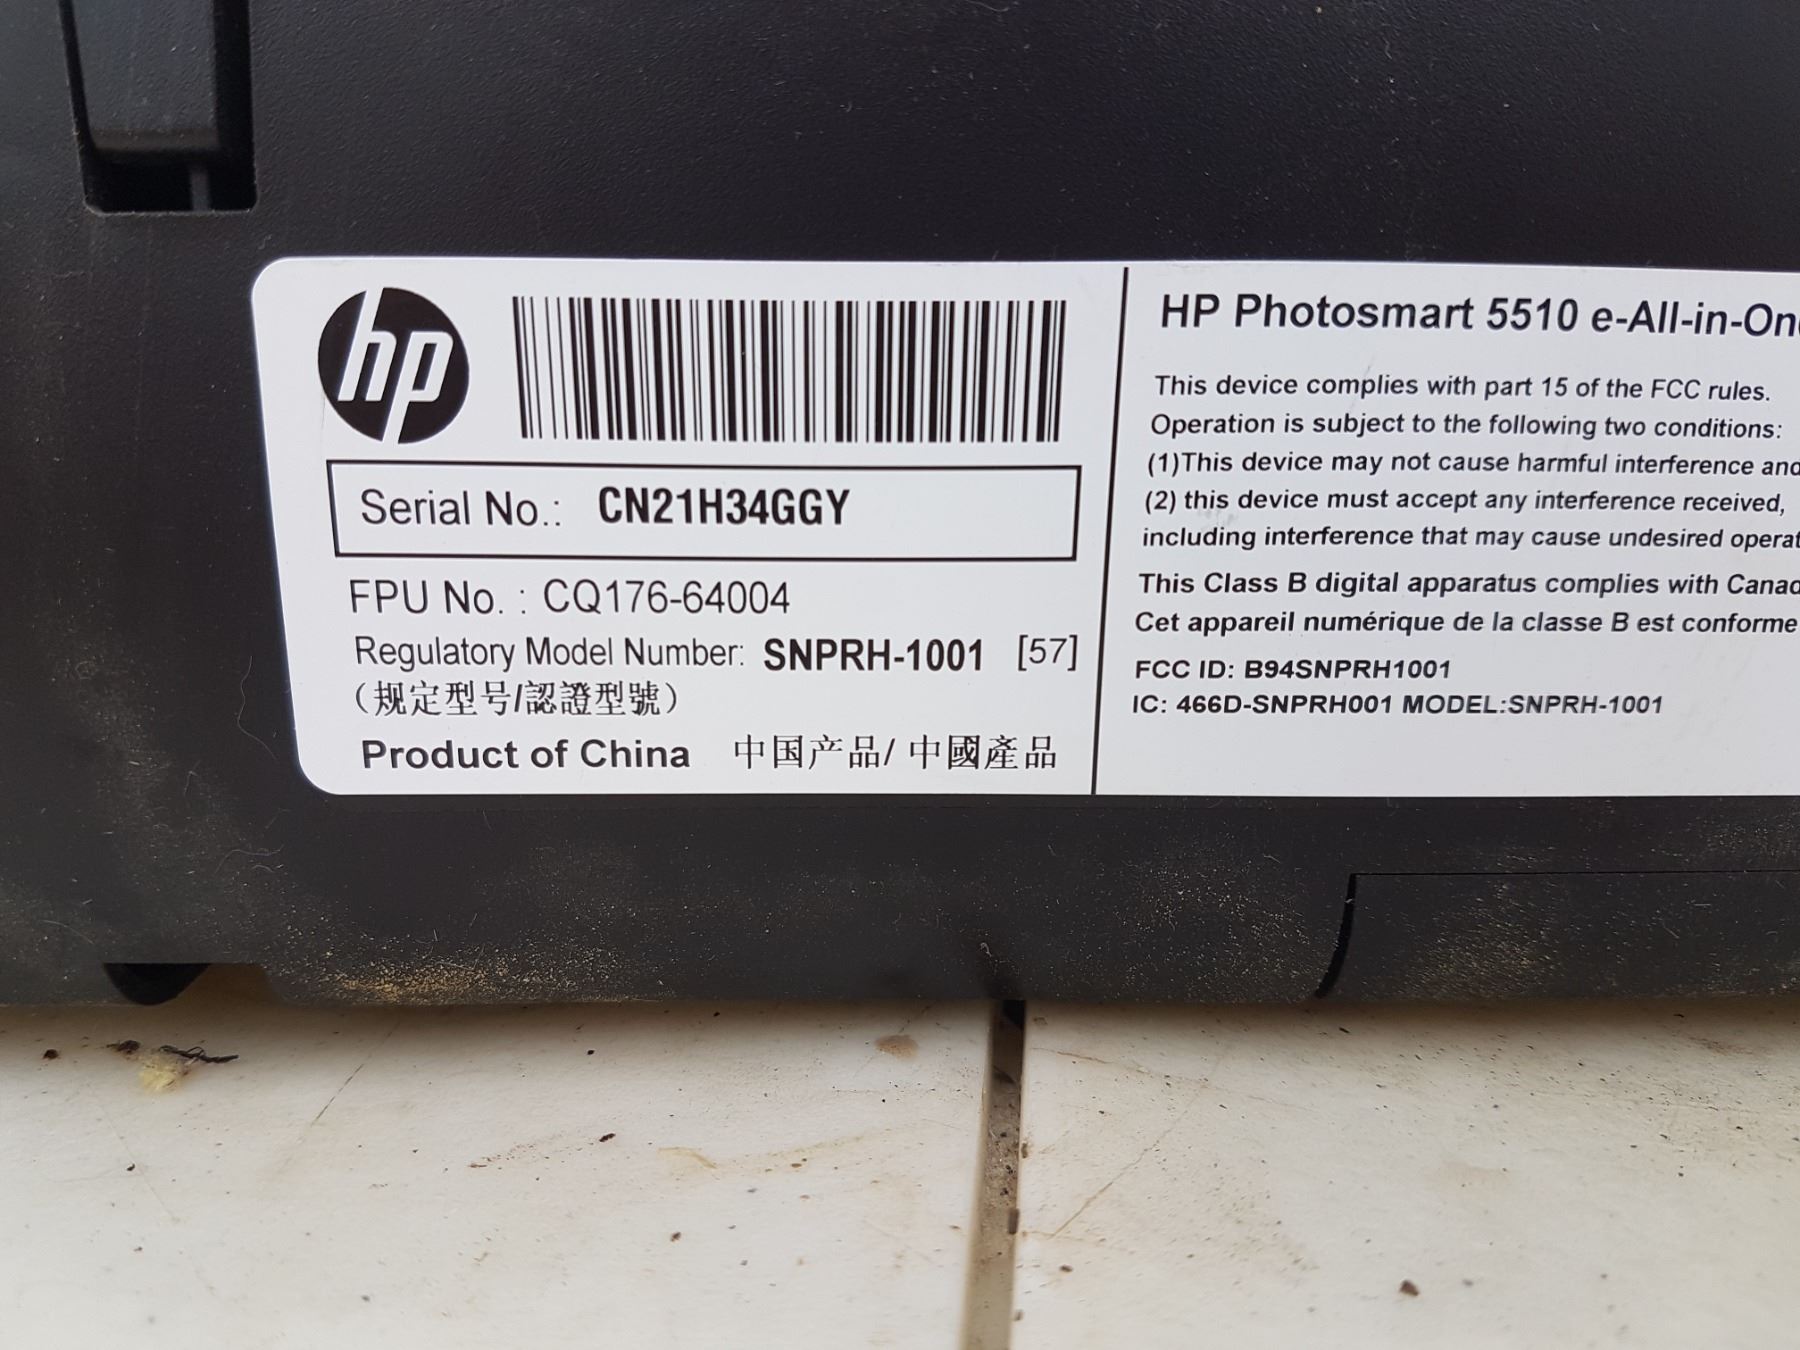 hp
Serial No.: CN21H34GGY
FPU No. : CQ176-64004
Regulatory Model Number: SNPRH-1001 [57]
(规定型号/認證型號)
Product of China 中国产品/ 中國產品
HP Photosmart 5510 e-All-in-One
This device complies with part 15 of the FCC rules.
Operation is subject to the following two conditions:
(1)This device may not cause harmful interference and
(2) this device must accept any interference received,
including interference that may cause undesired operat
This Class B digital apparatus complies with Canad
Cet appareil numérique de la classe B est conforme
FCC ID: B94SNPRH1001
IC: 466D-SNPRH001 MODEL:SNPRH-1001